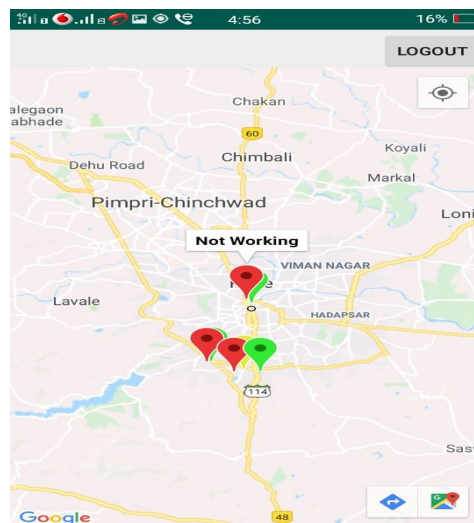 4:56
16%
LOGOUT
Chakan
alegaon
abhade
60
Koyali
Chimbali
Dehu Road
Markal
Pimpri-Chinchwad
Loni
Not Working
VIMAN NAGAR
Lavale
HADAPSAR
114
Sas
Google
48